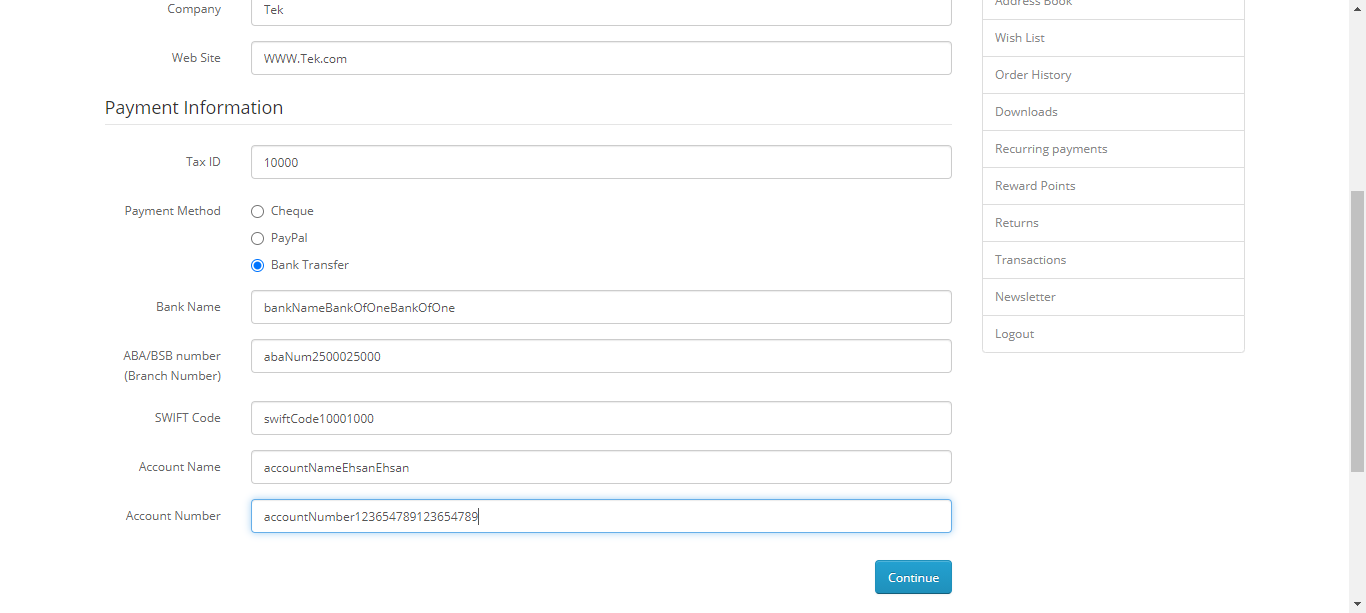 Company Tek
Web Site WWW.Tek.com
Payment Information
Tax ID 10000
Payment Method Cheque
PayPal
Bank Transfer
Bank Name bankNameBankOfOneBankOfOne
ABA/BSB number abaNum2500025000
(Branch Number)
SWIFT Code swiftCode10001000
Account Name accountNameEhsanEhsan
Account Number accountNumber123654789123654789
Continue
Address Book
Wish List
Order History
Downloads
Recurring payments
Reward Points
Returns
Transactions
Newsletter
Logout